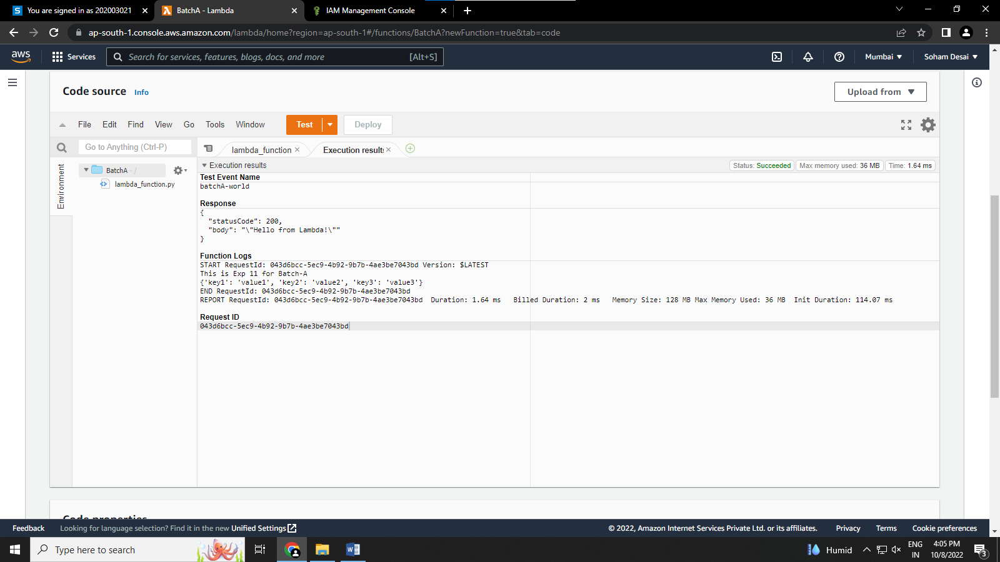 You are signed in as 202003021
BatchA - Lambda
IAM Management Console
ap-south-1.console.aws.amazon.com/lambda/home?region=ap-south-1#/functions/BatchA?newFunction=true&tab=code
aws
Services
Search for services, features, blogs, docs, and more
[Alt+S]
Mumbai
Soham Desai
Code source Info
Upload from
File Edit Find View Go Tools Window
Test
Deploy
Go to Anything (Ctrl-P)
lambda_function
Execution results
Environment
BatchA - /
lambda_function.py
Execution results
Status: Succeeded
Max memory used: 36 MB
Time: 1.64 ms
Test Event Name
batchA-world
Response
{
"statusCode": 200,
"body": "\"Hello from Lambda!\""
}
Function Logs
START RequestId: 043d6bcc-5ec9-4b92-9b7b-4ae3be7043bd Version: $LATEST
This is Exp 11 for Batch-A
{'key1': 'value1', 'key2': 'value2', 'key3': 'value3'}
END RequestId: 043d6bcc-5ec9-4b92-9b7b-4ae3be7043bd
REPORT RequestId: 043d6bcc-5ec9-4b92-9b7b-4ae3be7043bd Duration: 1.64 ms Billed Duration: 2 ms Memory Size: 128 MB Max Memory Used: 36 MB Init Duration: 114.07 ms
Request ID
043d6bcc-5ec9-4b92-9b7b-4ae3be7043bd
Code properties
Feedback
Looking for language selection? Find it in the new Unified Settings
© 2022, Amazon Internet Services Private Ltd. or its affiliates.
Privacy
Terms
Cookie preferences
Type here to search
Humid
ENG
IN
4:05 PM
10/8/2022
3